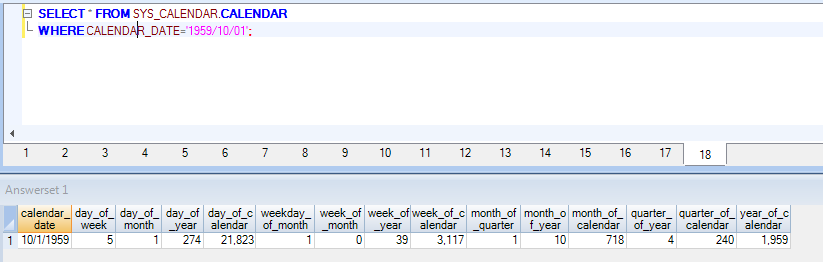 SELECT * FROM SYS_CALENDAR.CALENDAR
WHERE CALENDAR_DATE='1959/10/01';
1 2 3 4 5 6 7 8 9 10 11 12 13 14 15 16 17 18
Answerset 1
calendar_date day_of_week day_of_month day_of_year day_of_calendar weekday_of_month week_of_month week_of_year week_of_calendar month_of_quarter month_of_year month_of_calendar quarter_of_year quarter_of_calendar year_of_calendar
1 10/1/1959 5 1 274 21,823 1 0 39 3,117 1 10 718 4 240 1,959